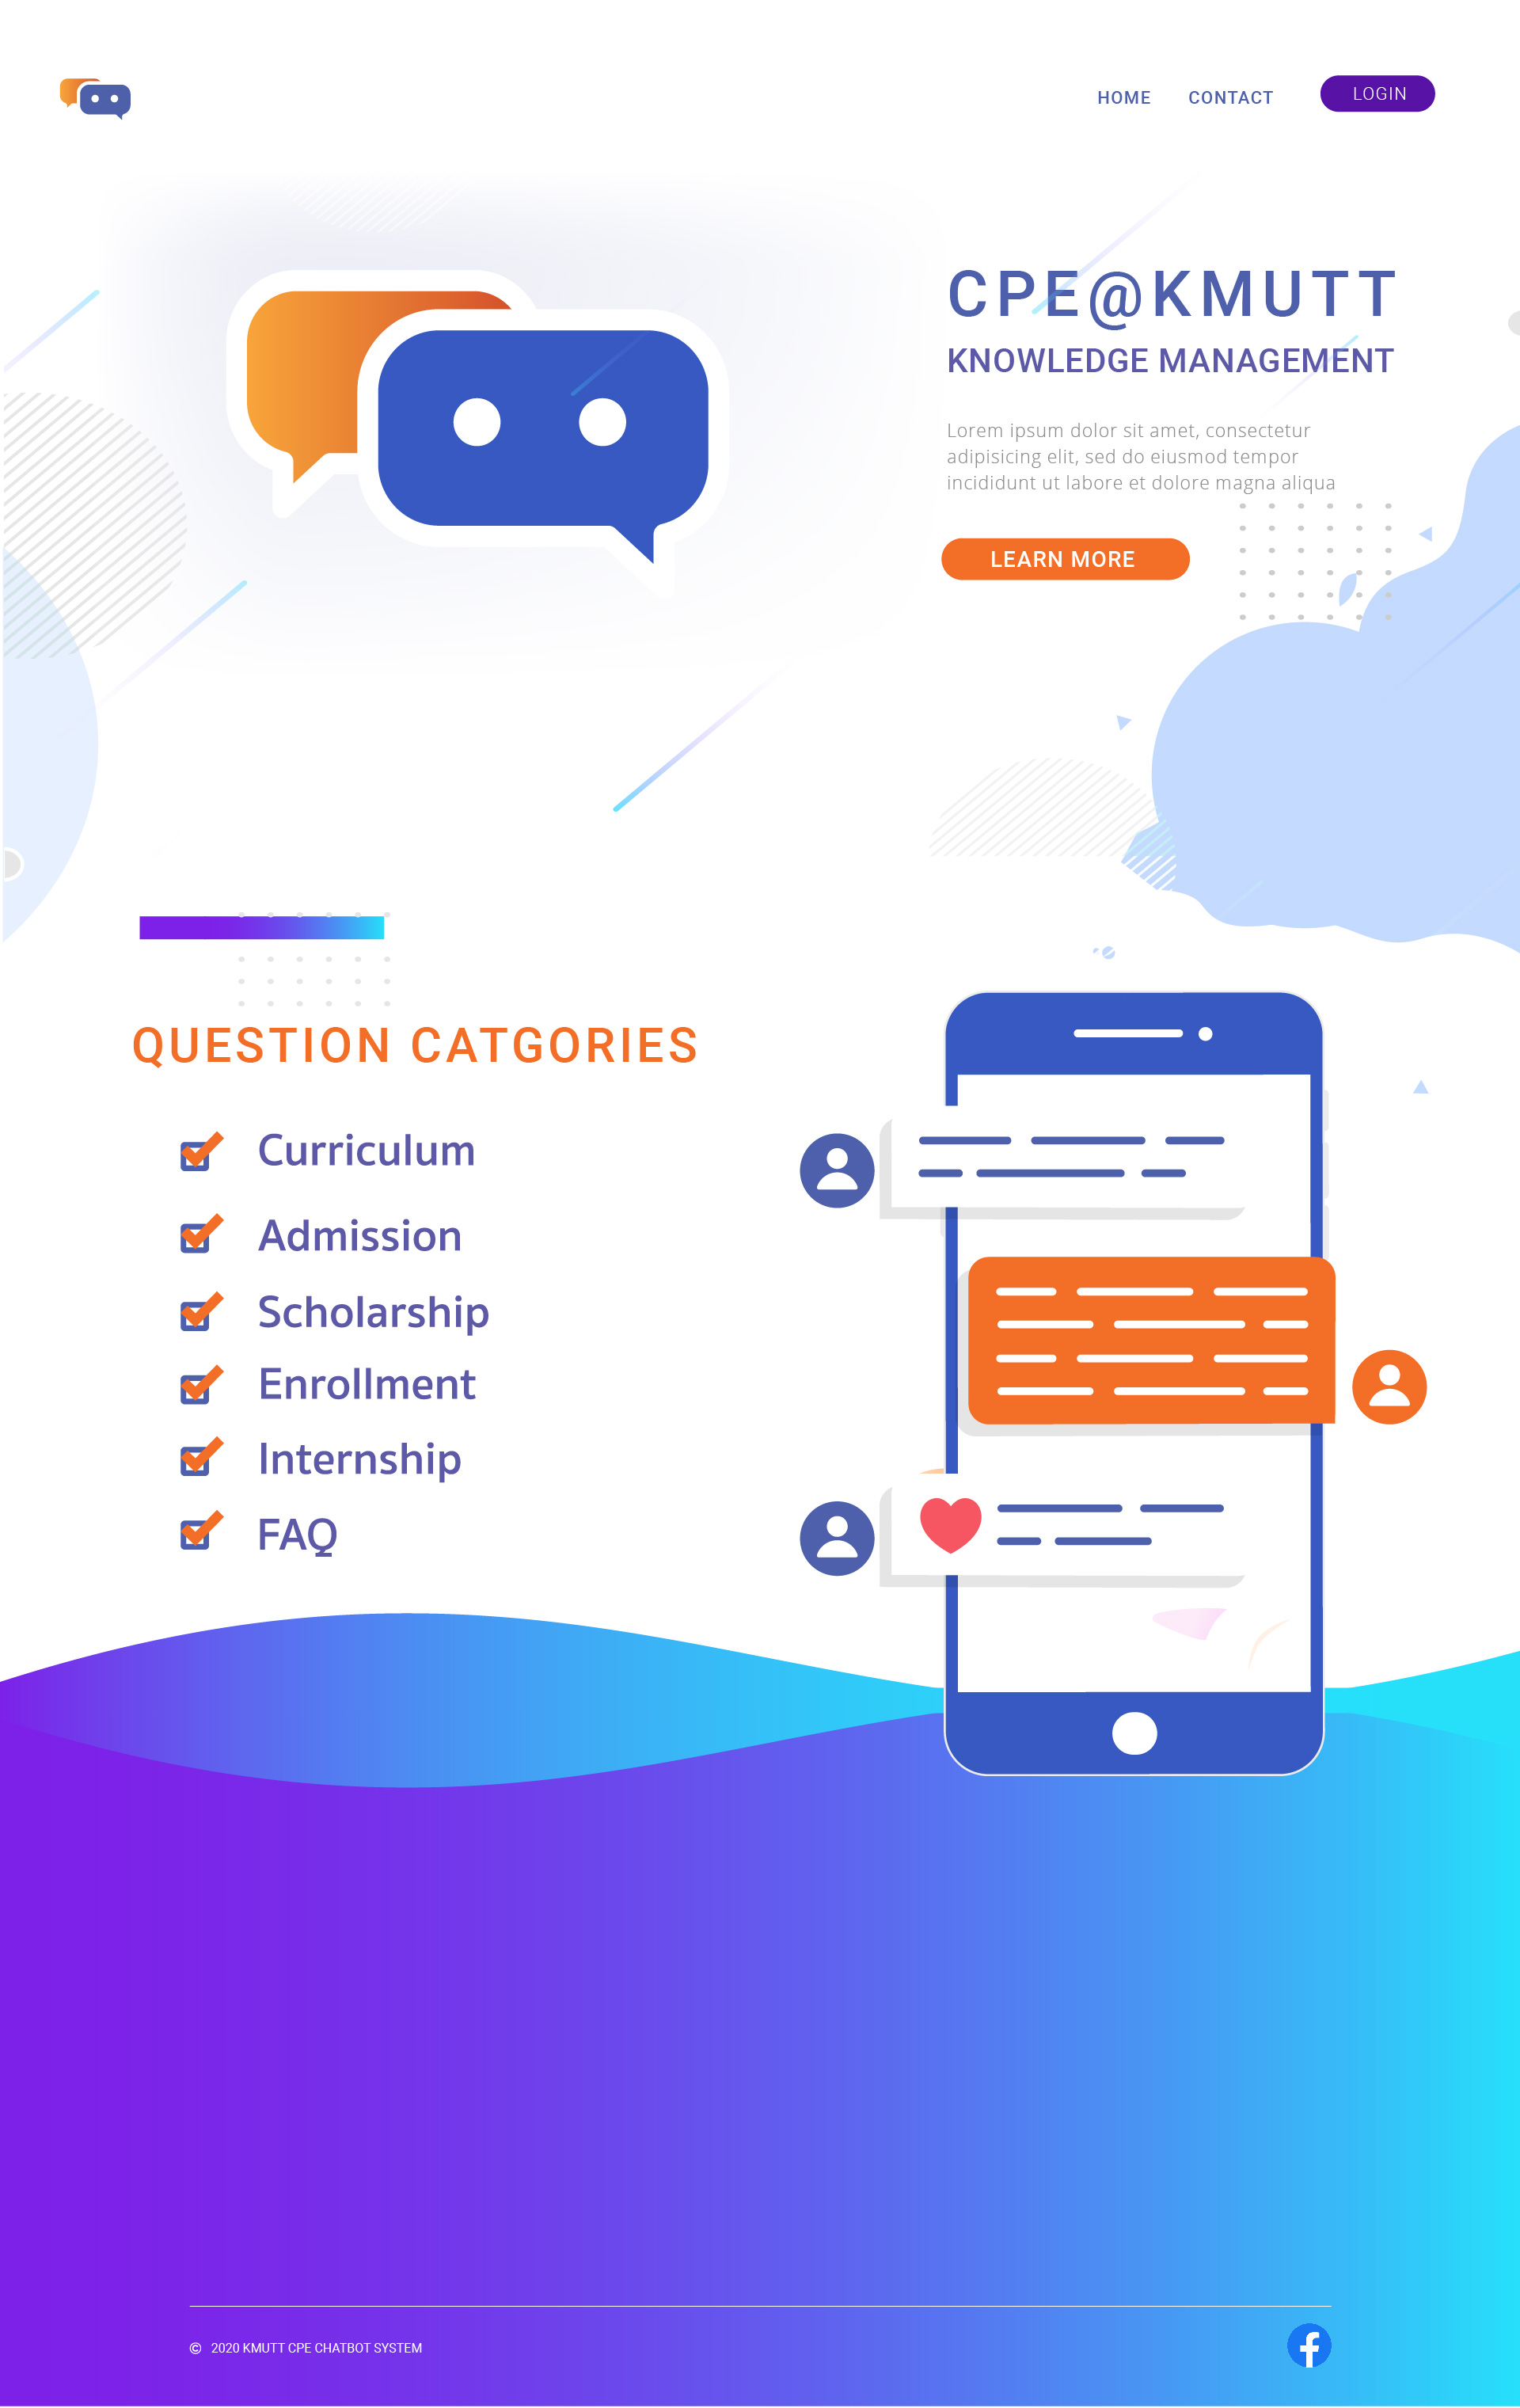 HOME CONTACT LOGIN
CPE@KMUTT
KNOWLEDGE MANAGEMENT
Lorem ipsum dolor sit amet, consectetur
adipisicing elit, sed do eiusmod tempor
incididunt ut labore et dolore magna aliqua
LEARN MORE
QUESTION CATGORIES
Curriculum
Admission
Scholarship
Enrollment
Internship
FAQ
© 2020 KMUTT CPE CHATBOT SYSTEM